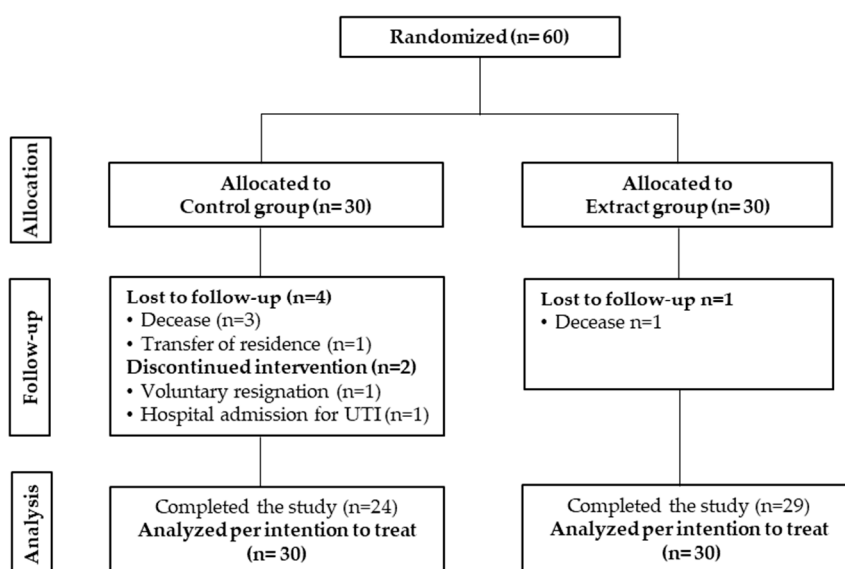 Randomized (n= 60)
Allocation
Allocated to
Control group (n= 30)
Allocated to
Extract group (n= 30)
Follow-up
Lost to follow-up (n=4)
• Decease (n=3)
• Transfer of residence (n=1)
Discontinued intervention (n=2)
• Voluntary resignation (n=1)
• Hospital admission for UTI (n=1)
Lost to follow-up n=1
• Decease n=1
Analysis
Completed the study (n=24)
Analyzed per intention to treat
(n= 30)
Completed the study (n=29)
Analyzed per intention to treat
(n= 30)